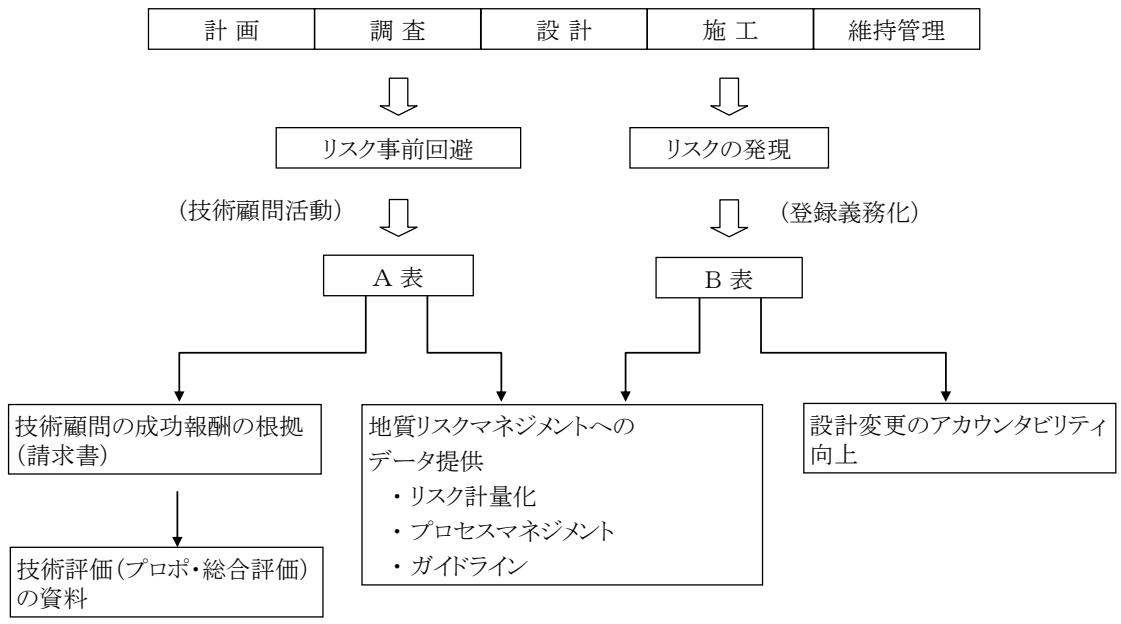 計画 調査 設計 施工 維持管理
リスク事前回避 リスクの発現
(技術顧問活動) (登録義務化)
A 表 B 表
技術顧問の成功報酬の根拠
(請求書)
技術評価(プロポ・総合評価)
の資料
地質リスクマネジメントへの
データ提供
・リスク計量化
・プロセスマネジメント
・ガイドライン
設計変更のアカウンタビリティ
向上